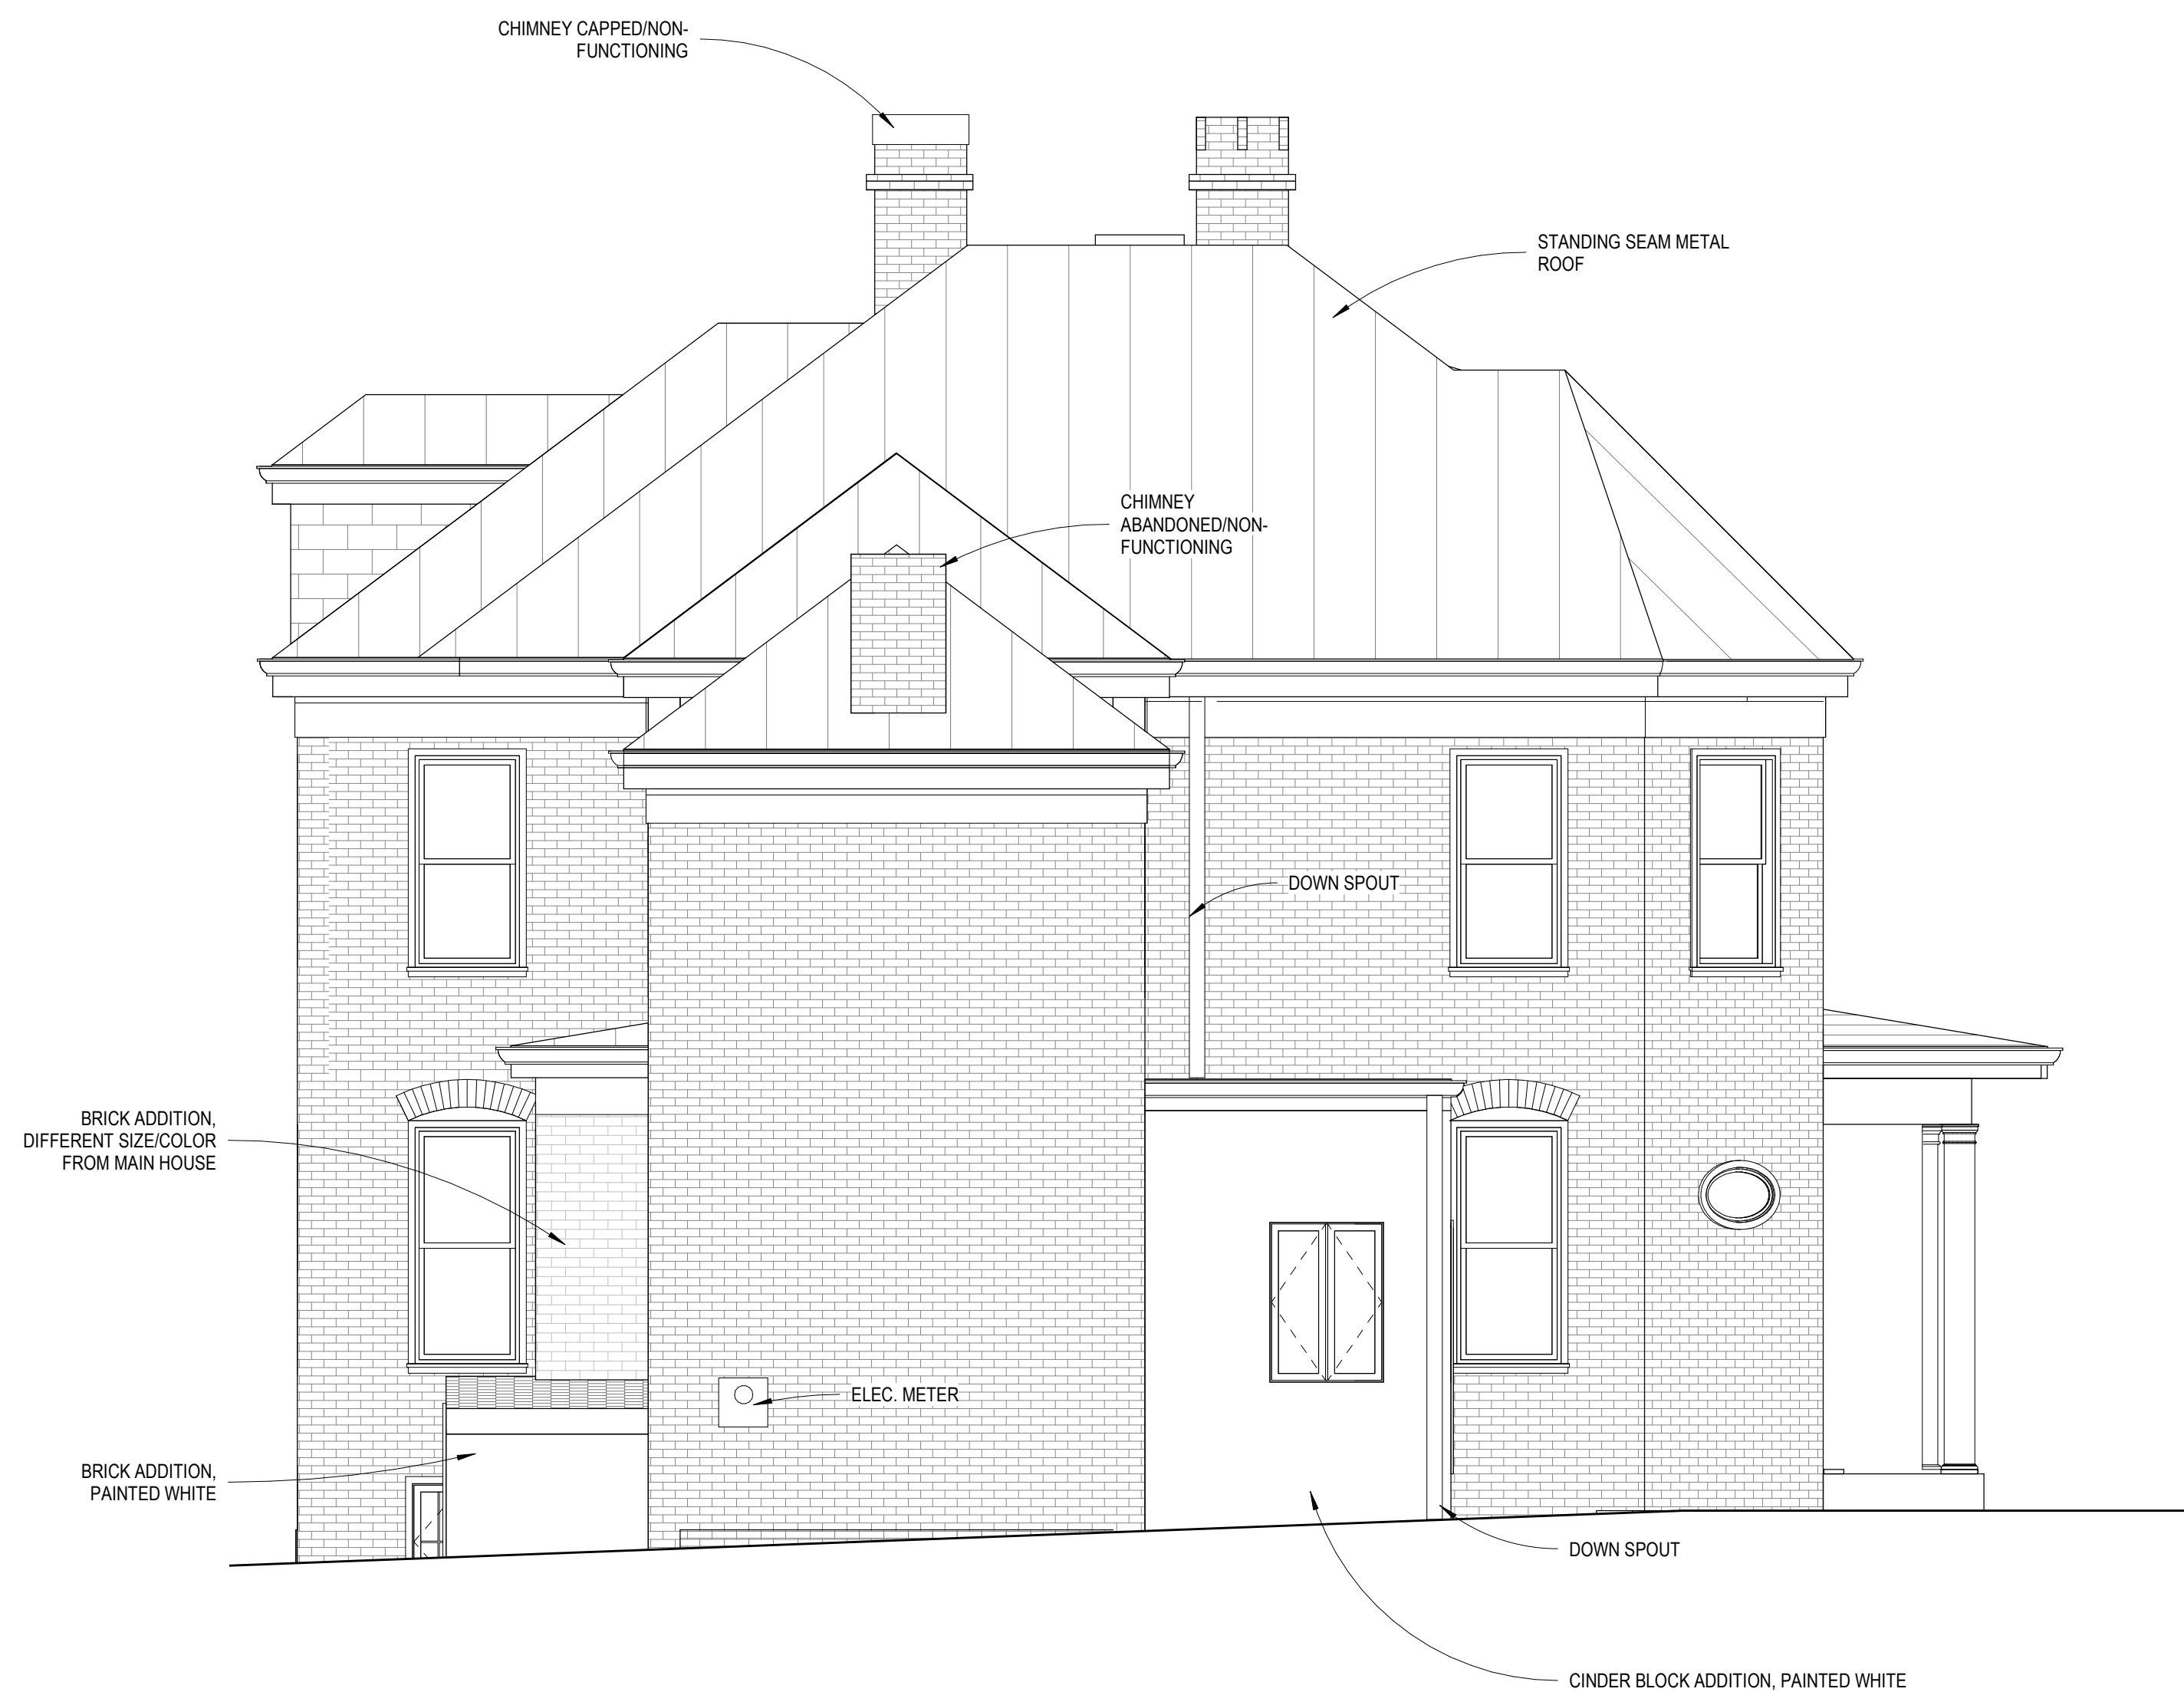 CHIMNEY CAPPED/NON-
FUNCTIONING
STANDING SEAM METAL
ROOF
CHIMNEY
ABANDONED/NON-
FUNCTIONING
DOWN SPOUT
BRICK ADDITION,
DIFFERENT SIZE/COLOR
FROM MAIN HOUSE
ELEC. METER
BRICK ADDITION,
PAINTED WHITE
DOWN SPOUT
CINDER BLOCK ADDITION, PAINTED WHITE